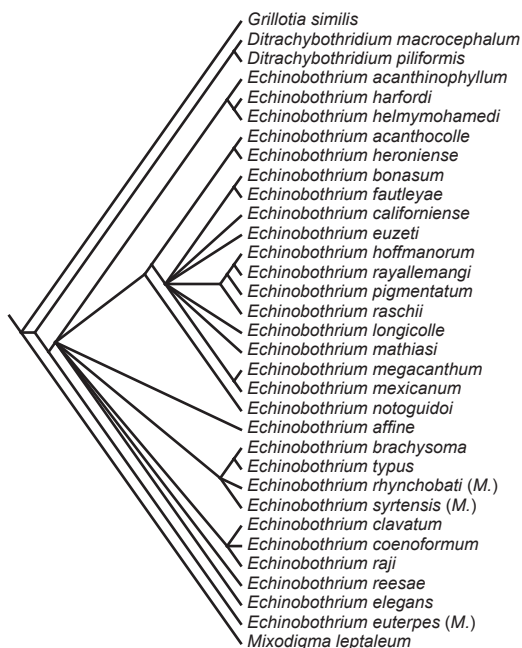 Grillotia similis
Ditrachybothridium macrocephalum
Ditrachybothridium piliformis
Echinobothrium acanthinophyllum
Echinobothrium harfordi
Echinobothrium helmymohamedi
Echinobothrium acanthocolle
Echinobothrium heroniense
Echinobothrium bonasum
Echinobothrium fautleyae
Echinobothrium californiense
Echinobothrium euzeti
Echinobothrium hoffmanorum
Echinobothrium rayallemangi
Echinobothrium pigmentatum
Echinobothrium raschii
Echinobothrium longicolle
Echinobothrium mathiasi
Echinobothrium megacanthum
Echinobothrium mexicanum
Echinobothrium notoguidoi
Echinobothrium affine
Echinobothrium brachysoma
Echinobothrium typus
Echinobothrium rhynchobati (M.)
Echinobothrium syrtensis (M.)
Echinobothrium clavatum
Echinobothrium coenoformum
Echinobothrium raji
Echinobothrium reesae
Echinobothrium elegans
Echinobothrium euterpes (M.)
Mixodigma leptaleum